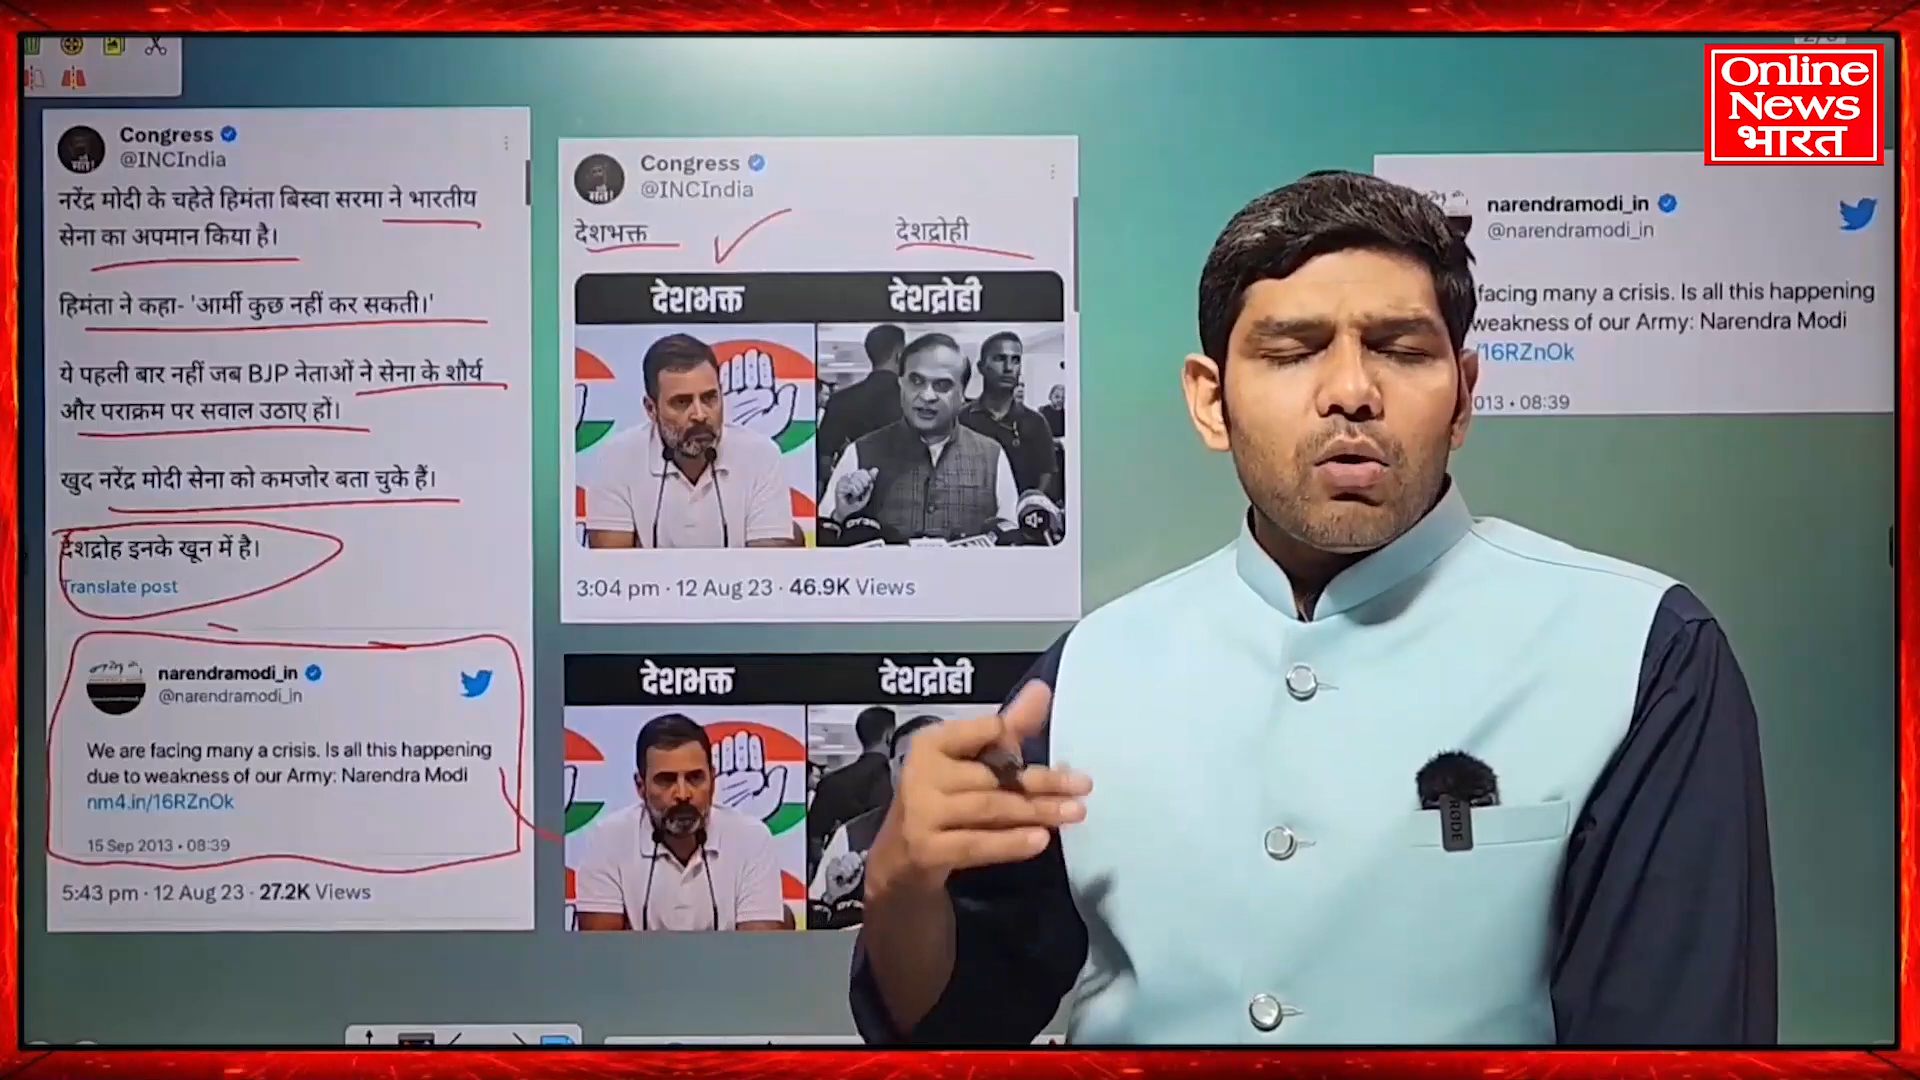 Online
News
भारत
Congress
@INCIndia
नरेंद्र मोदी के चहेते हिमंता बिस्वा सरमा ने भारतीय
सेना का अपमान किया है।
हिमंता ने कहा- 'आर्मी कुछ नहीं कर सकती।'
ये पहली बार नहीं जब BJP नेताओं ने सेना के शौर्य
और पराक्रम पर सवाल उठाए हों।
खुद नरेंद्र मोदी सेना को कमजोर बता चुके हैं।
देशद्रोह इनके खून में है।
Translate post
narendramodi_in
@narendramodi_in
We are facing many a crisis. Is all this happening
due to weakness of our Army: Narendra Modi
nm4.in/16RZnOk
15 Sep 2013 • 08:39
5:43 pm · 12 Aug 23 · 27.2K Views
Congress
@INCIndia
देशभक्त देशद्रोही
देशभक्त देशद्रोही
3:04 pm · 12 Aug 23 · 46.9K Views
देशभक्त देशद्रोही
narendramodi_in
@narendramodi_in
facing many a crisis. Is all this happening
weakness of our Army: Narendra Modi
/16RZnOk
013 • 08:39
RØDE